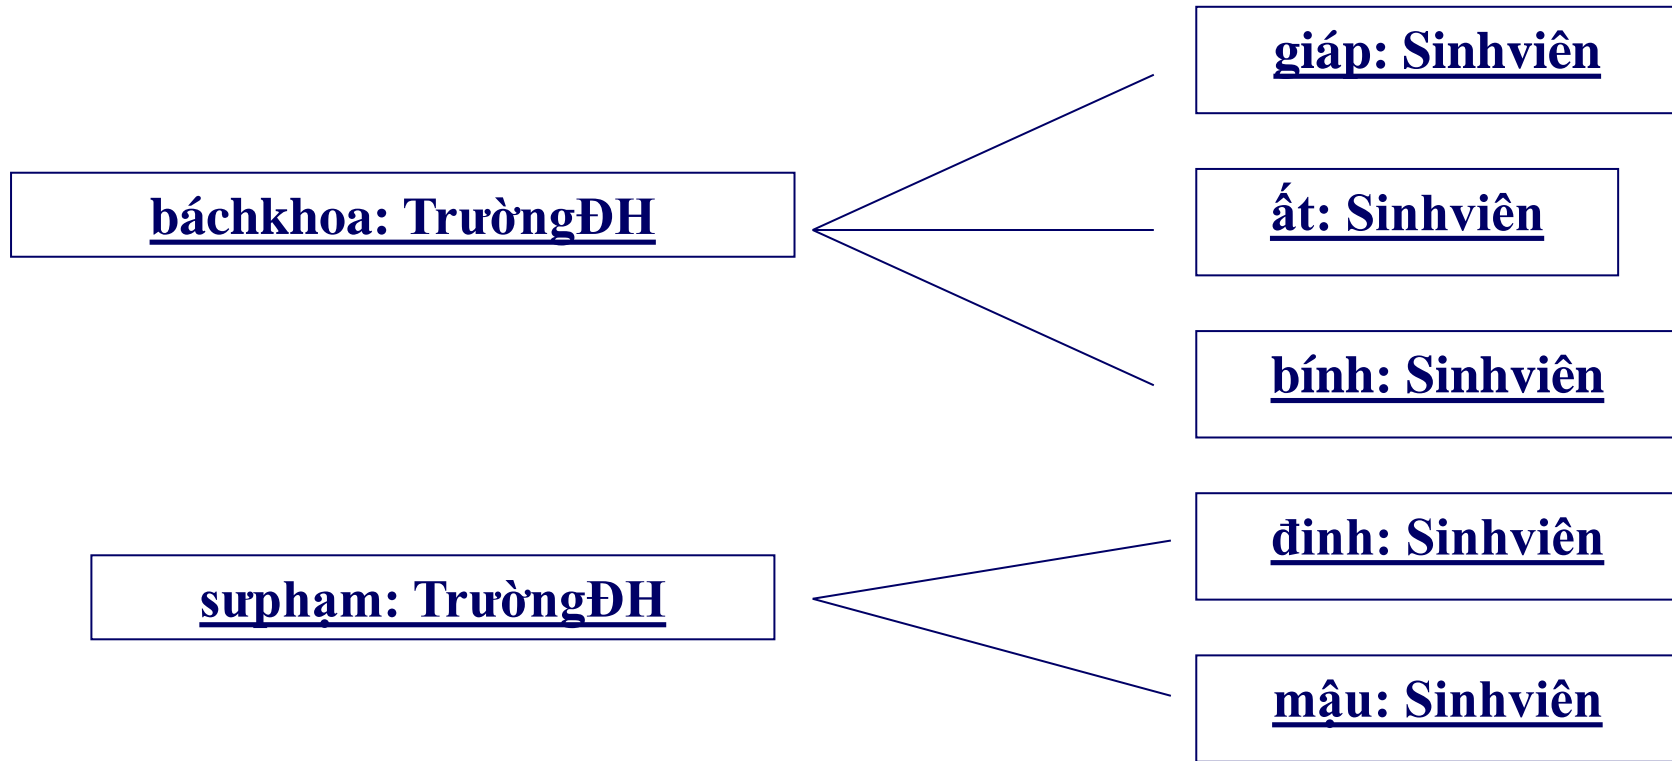 giáp: Sinhviên
báchkhoa: TrườngĐH
ất: Sinhviên
bính: Sinhviên
đinh: Sinhviên
sưphạm: TrườngĐH
mậu: Sinhviên